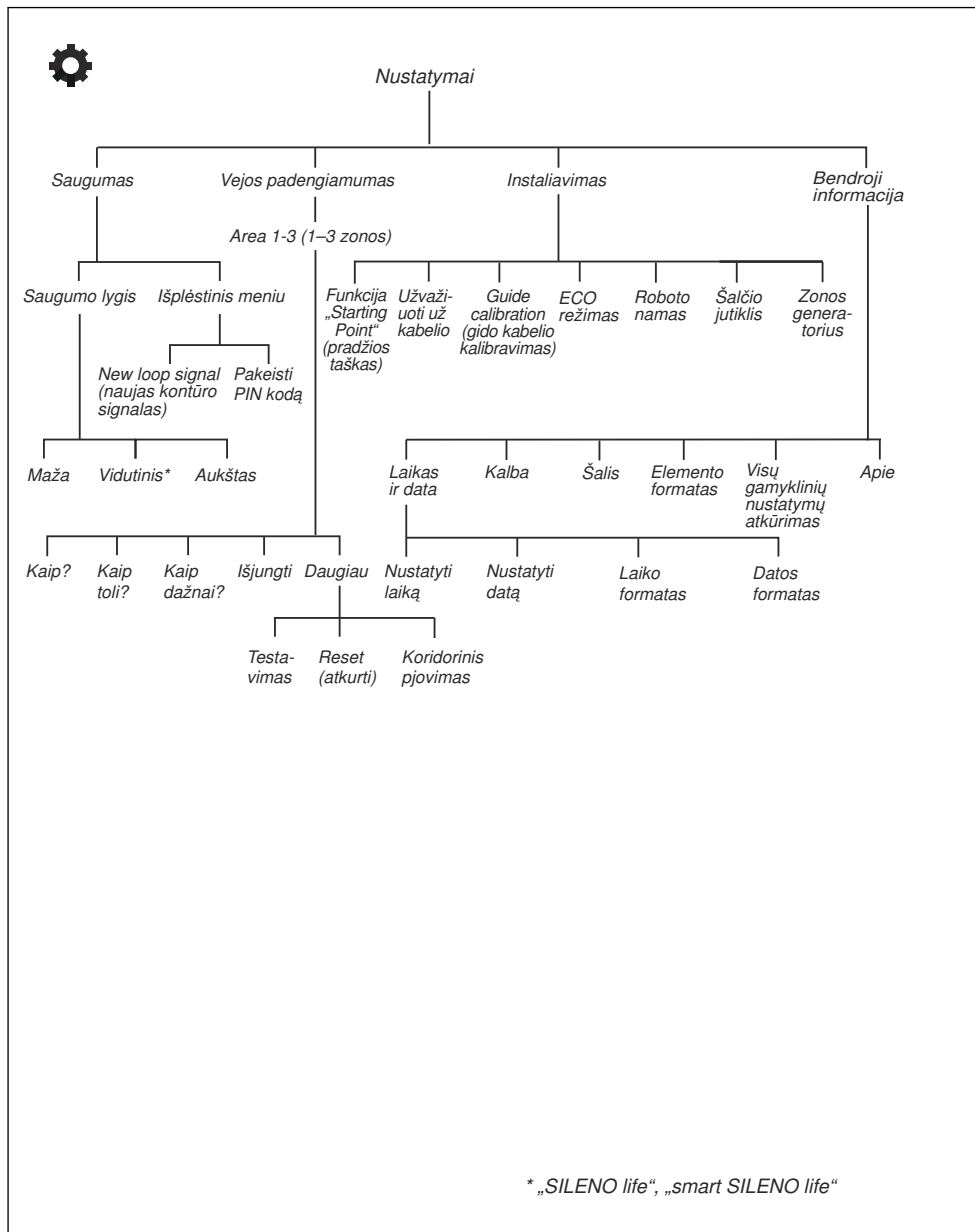 Nustatymai
Saugumas
Vejos padengiamumas
Instaliavimas
Bendroji
informacija
Area 1-3 (1–3 zonos)
Saugumo lygis
Išplėstinis meniu
Funkcija
„Starting
Point“
(pradžios
taškas)
Užvaži-
uoti už
kabelio
Guide
calibration
(gido kabelio
kalibravimas)
ECO
režimas
Roboto
namas
Šalčio
jutiklis
Zonos
genera-
torius
New loop signal
(naujas kontūro
signalas)
Pakeisti
PIN kodą
Maža
Vidutinis*
Aukštas
Laikas
ir data
Kalba
Šalis
Elemento
formatas
Visų
gamyklinių
nustatymų
atkūrimas
Apie
Kaip?
Kaip
toli?
Kaip
dažnai?
Išjungti
Daugiau
Nustatyti
laiką
Nustatyti
datą
Laiko
formatas
Datos
formatas
Testa-
vimas
Reset
(atkurti)
Koridorinis
pjovimas
* „SILENO life“, „smart SILENO life“